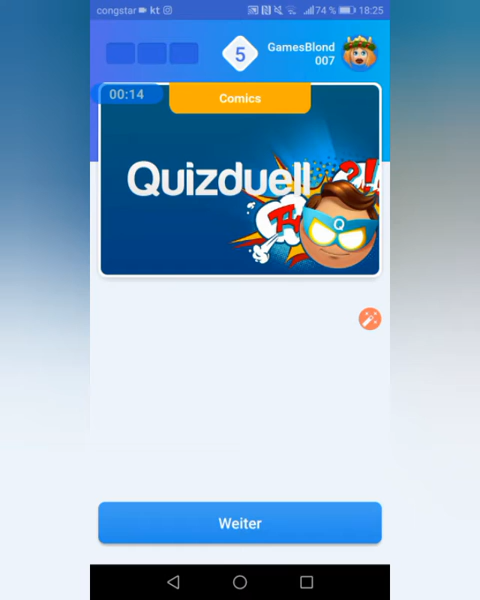 congstar kt 74 % 18:25
5
GamesBlond
007
00:14
Comics
Quizduell
?!
Q
Weiter